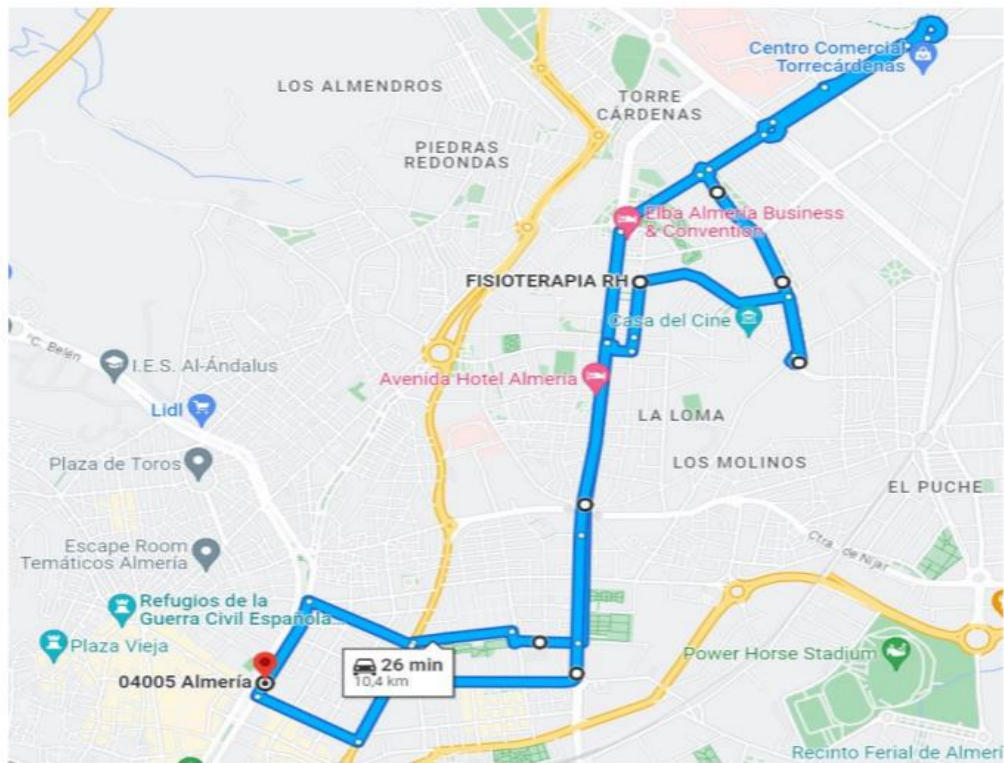 Centro Comercial
Torrecárdenas
LOS ALMENDROS
TORRE
CÁRDENAS
PIEDRAS
REDONDAS
Elba Almería Business
& Convention
FISIOTERAPIA RH
Casa del Cine
"C. Belén
I.E.S. Al-Ándalus
Avenida Hotel Almería
Lidl
LA LOMA
Plaza de Toros
LOS MOLINOS
EL PUCHE
Escape Room
Temáticos Almería
Ctra. de Nijar
Refugios de la
Guerra Civil Española...
Plaza Vieja
26 min
10,4 km
Power Horse Stadium
04005 Almería
Recinto Ferial de Almerí